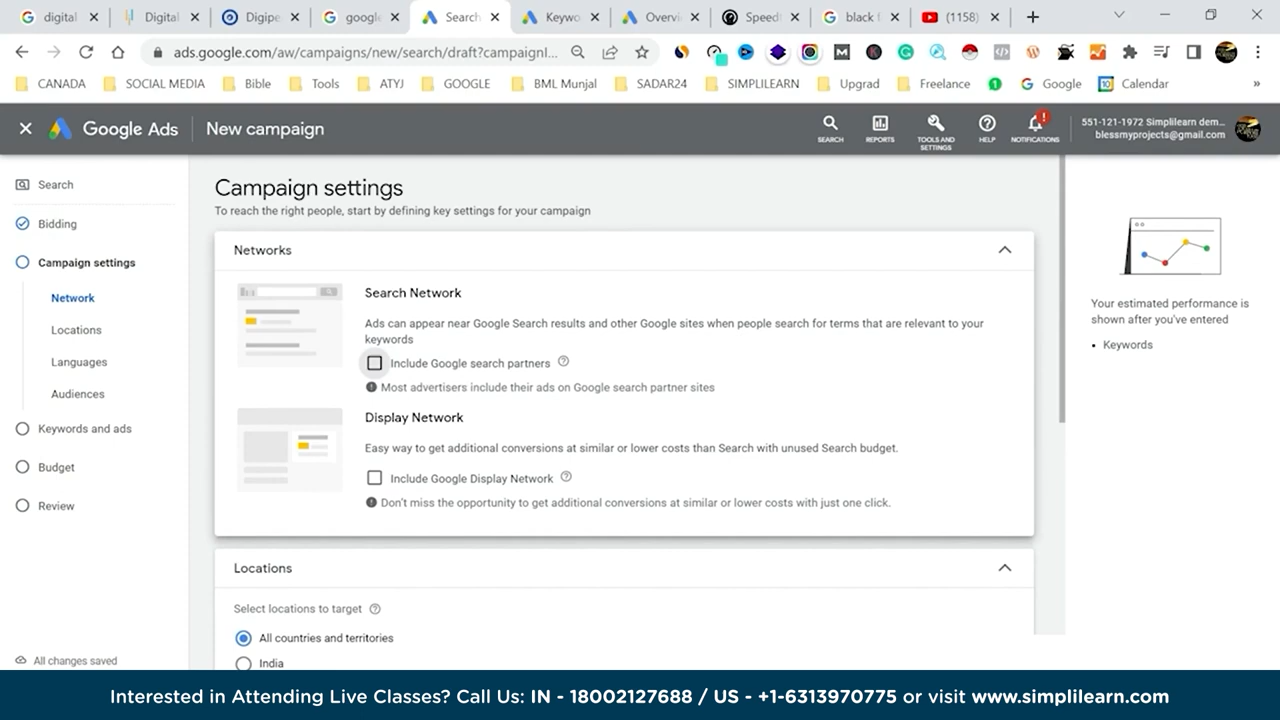 digital
Digital
Digipe
google
Search
Keywo
Overvi
Speed
black
(1158)
ads.google.com/aw/campaigns/new/search/draft?campaignI...
CANADA
SOCIAL MEDIA
Bible
Tools
ATYJ
GOOGLE
BML Munjal
SADAR24
SIMPLILEARN
Upgrad
Freelance
Google
Calendar
Google Ads
New campaign
SEARCH
REPORTS
TOOLS AND
SETTINGS
HELP
NOTIFICATIONS
551-121-1972 Simplilearn dem...
blessmyprojects@gmail.com
Search
Bidding
Campaign settings
Network
Locations
Languages
Audiences
Keywords and ads
Budget
Review
All changes saved
Campaign settings
To reach the right people, start by defining key settings for your campaign
Networks
Search Network
Ads can appear near Google Search results and other Google sites when people search for terms that are relevant to your
keywords
Include Google search partners
Most advertisers include their ads on Google search partner sites
Display Network
Easy way to get additional conversions at similar or lower costs than Search with unused Search budget.
Include Google Display Network
Don't miss the opportunity to get additional conversions at similar or lower costs with just one click.
Locations
Select locations to target
All countries and territories
India
Your estimated performance is
shown after you've entered
• Keywords
Interested in Attending Live Classes? Call Us: IN - 18002127688 / US - +1-6313970775 or visit www.simplilearn.com